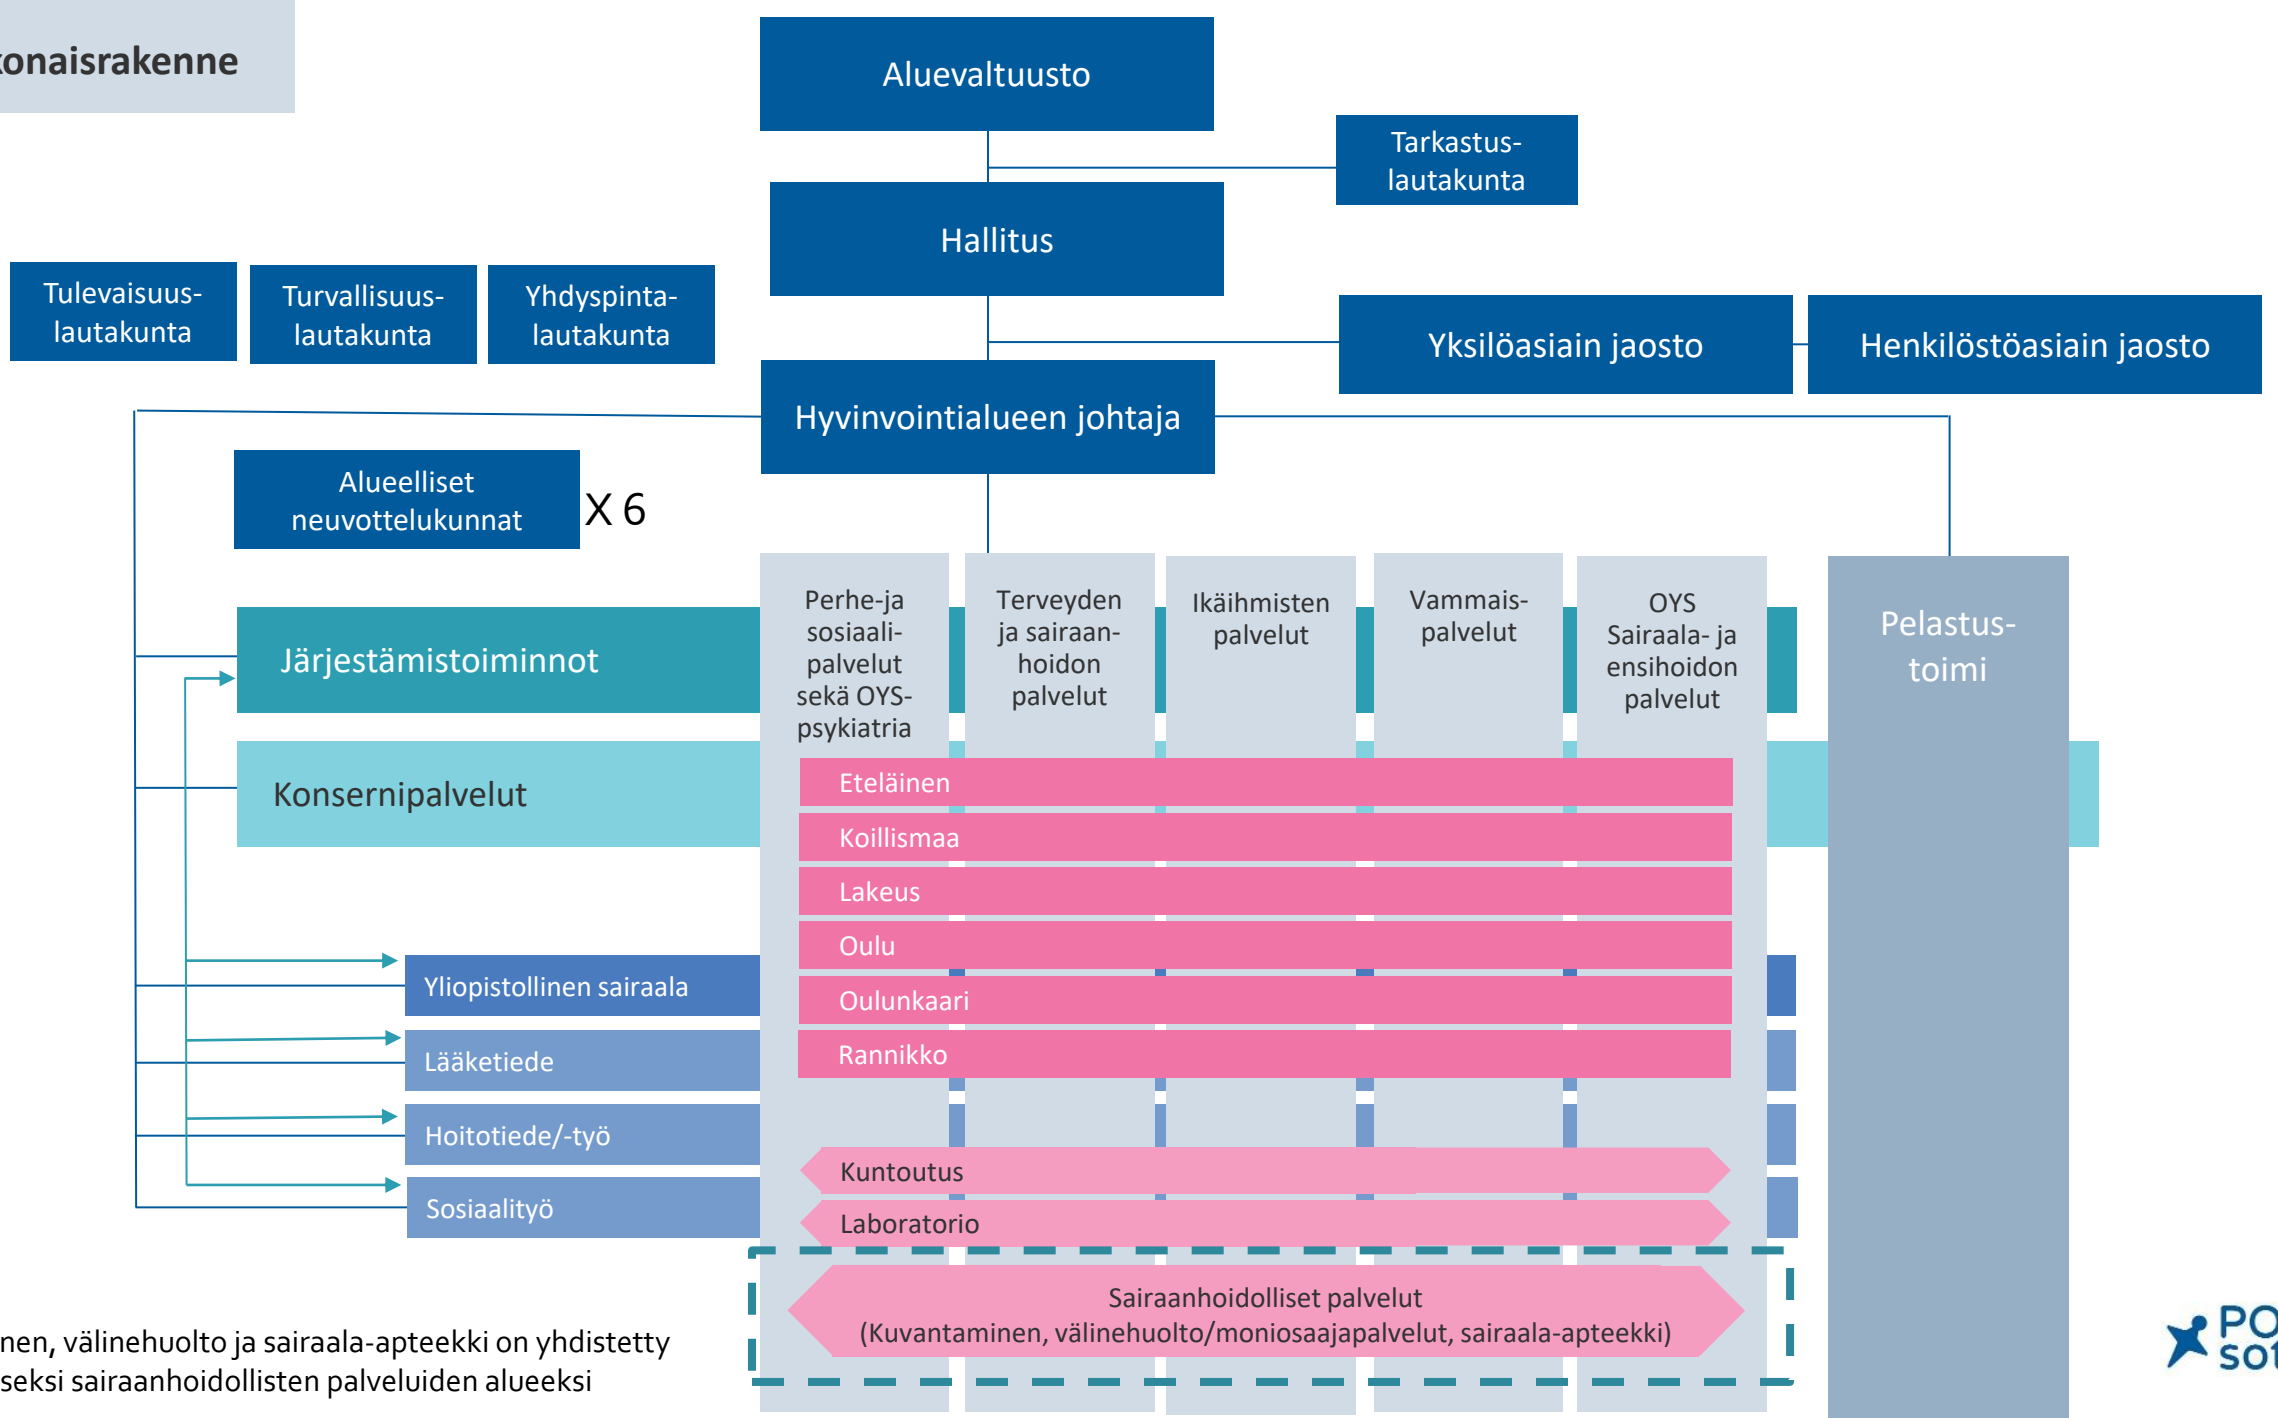 konaisrakenne
Aluevaltuusto
Tarkastus-
lautakunta
Hallitus
Tulevaisuus-
lautakunta
Turvallisuus-
lautakunta
Yhdyspinta-
lautakunta
Yksilöasiain jaosto
Henkilöstöasiain jaosto
Hyvinvointialueen johtaja
Alueelliset
neuvottelukunnat
X 6
Perhe-ja
sosiaali-
palvelut
sekä OYS-
psykiatria
Terveyden
ja sairaan-
hoidon
palvelut
Ikäihmisten
palvelut
Vammais-
palvelut
OYS
Sairaala- ja
ensihoidon
palvelut
Pelastus-
toimi
Järjestämistoiminnot
Konsernipalvelut
Eteläinen
Koillismaa
Lakeus
Oulu
Oulunkaari
Rannikko
Yliopistollinen sairaala
Lääketiede
Hoitotiede/-työ
Sosiaalityö
Kuntoutus
Laboratorio
Sairaanhoidolliset palvelut
(Kuvantaminen, välinehuolto/moniosaajapalvelut, sairaala-apteekki)
nen, välinehuolto ja sairaala-apteekki on yhdistetty
seksi sairaanhoidollisten palveluiden alueeksi
PO
sot